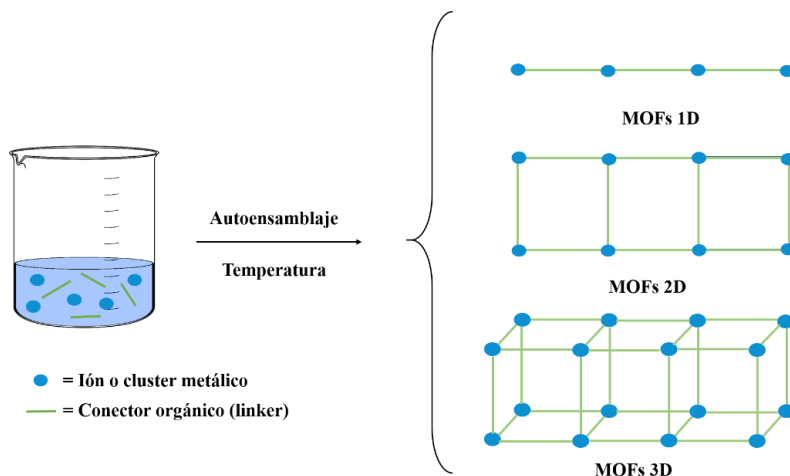 Autoensamblaje
Temperatura
= Ión o cluster metálico
= Conector orgánico (linker)
MOFs 1D
MOFs 2D
MOFs 3D